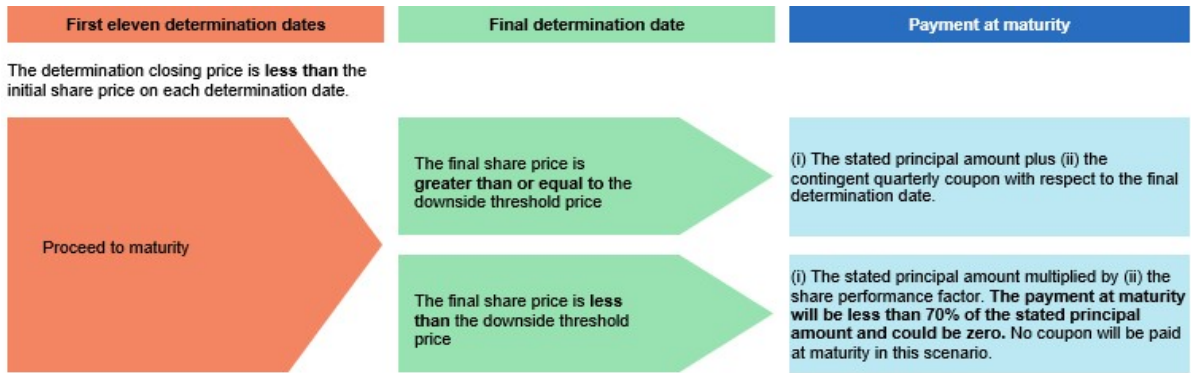 First eleven determination dates
Final determination date
Payment at maturity
The determination closing price is less than the
initial share price on each determination date.
Proceed to maturity
The final share price is
greater than or equal to the
downside threshold price
(i) The stated principal amount plus (ii) the
contingent quarterly coupon with respect to the final
determination date.
The final share price is less
than the downside threshold
price
(i) The stated principal amount multiplied by (ii) the
share performance factor. The payment at maturity
will be less than 70% of the stated principal
amount and could be zero. No coupon will be paid
at maturity in this scenario.